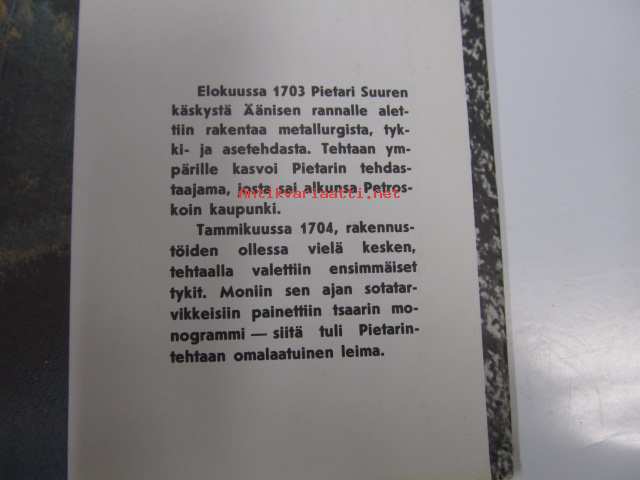 Elokuussa 1703 Pietari Suuren
käskystä Äänisen rannalle alet-
tiin rakentaa metallurgista, tyk-
ki- ja asetehdasta. Tehtaan ym-
pärille kasvoi Pietarin tehdas-
taajama, josta sai alkunsa Petros-
Antikvariaatti.net
koin kaupunki.
Tammikuussa 1704, rakennus-
töiden ollessa vielä kesken,
tehtaalla valettiin ensimmäiset
tykit. Moniin sen ajan sotatar-
vikkeisiin painettiin tsaarin mo-
nogrammi — siitä tuli Pietarin-
tehtaan omalaatuinen leima.